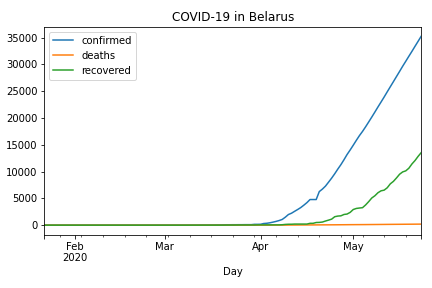 COVID-19 in Belarus
confirmed
deaths
recovered
35000
30000
25000
20000
15000
10000
5000
0
Feb
2020
Mar
Apr
May
Day